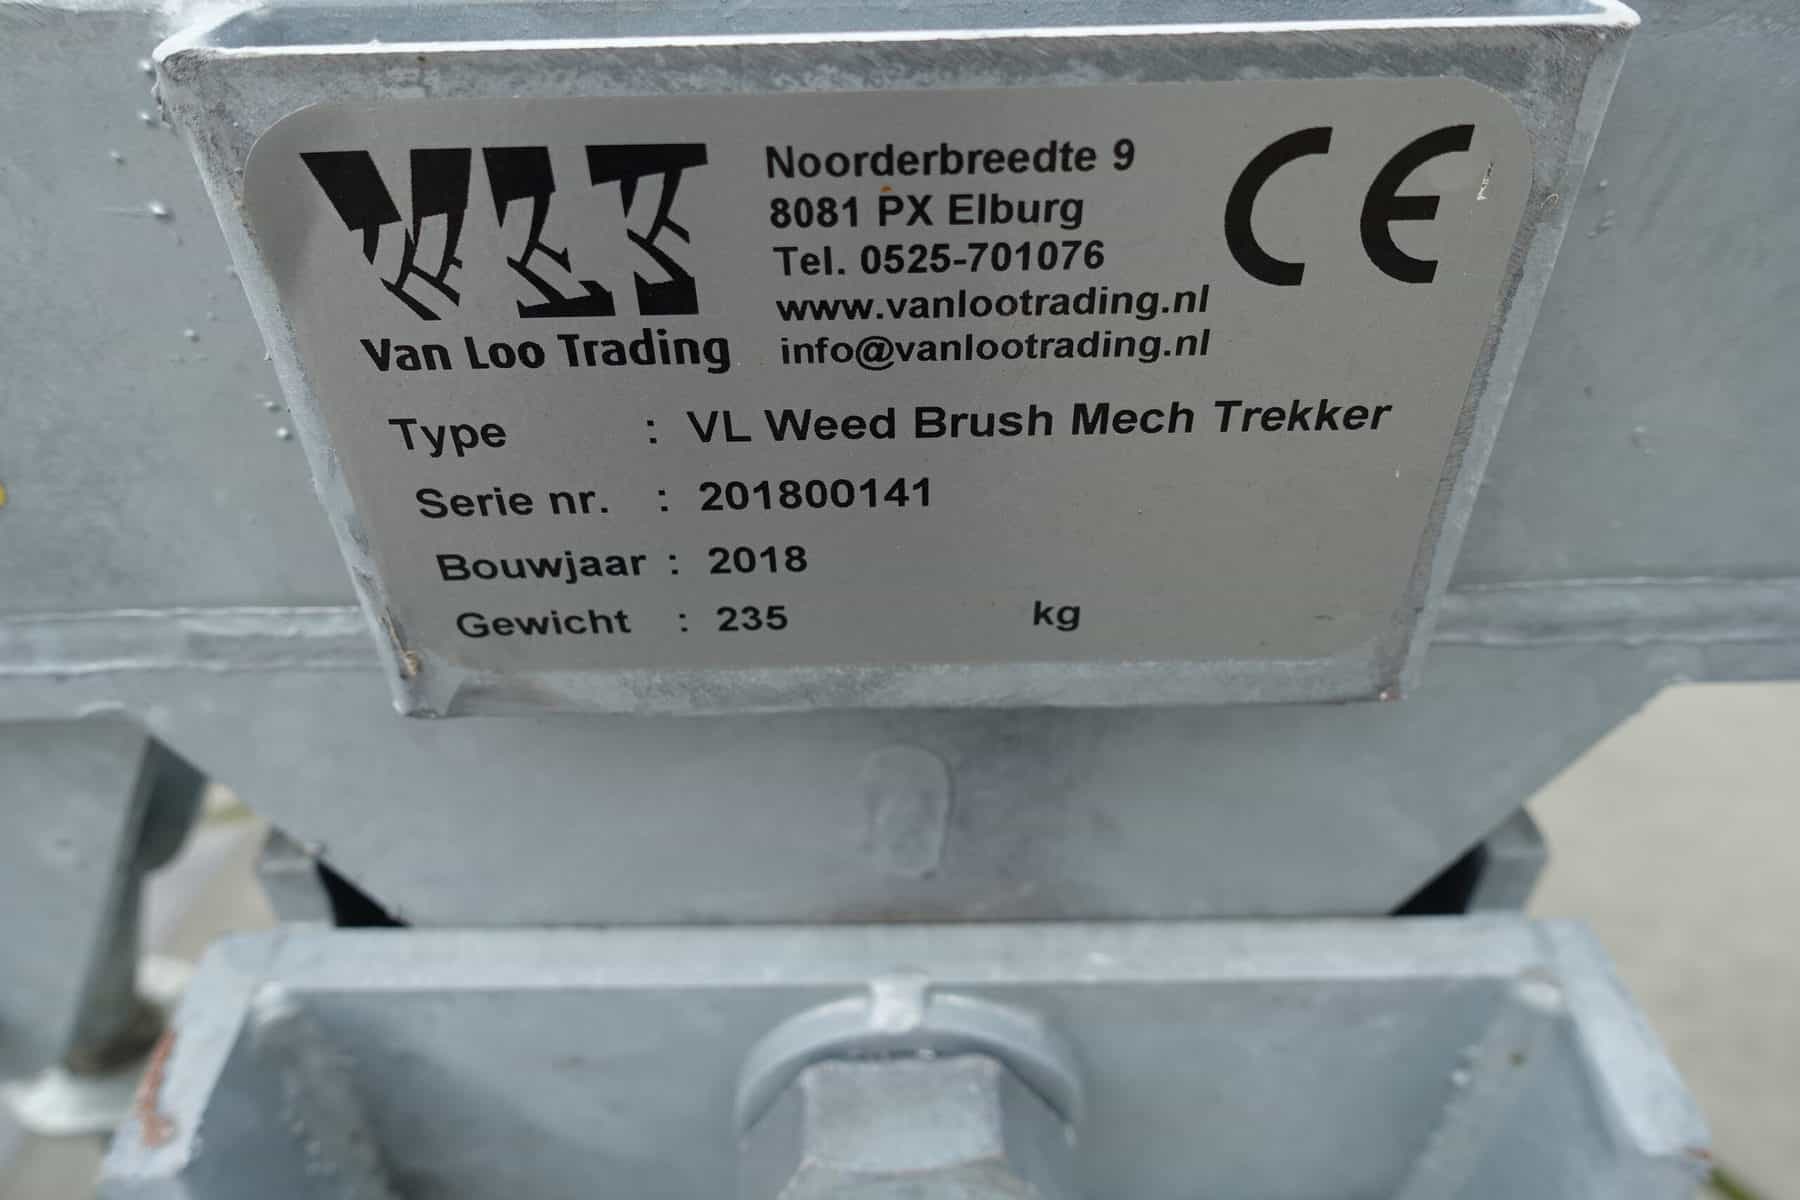 VLT
Van Loo Trading
Noorderbreedte 9
8081 PX Elburg
Tel. 0525-701076
www.vanlootrading.nl
info@vanlootrading.nl
CE
Type : VL Weed Brush Mech Trekker
Serie nr. : 201800141
Bouwjaar : 2018
Gewicht : 235 kg